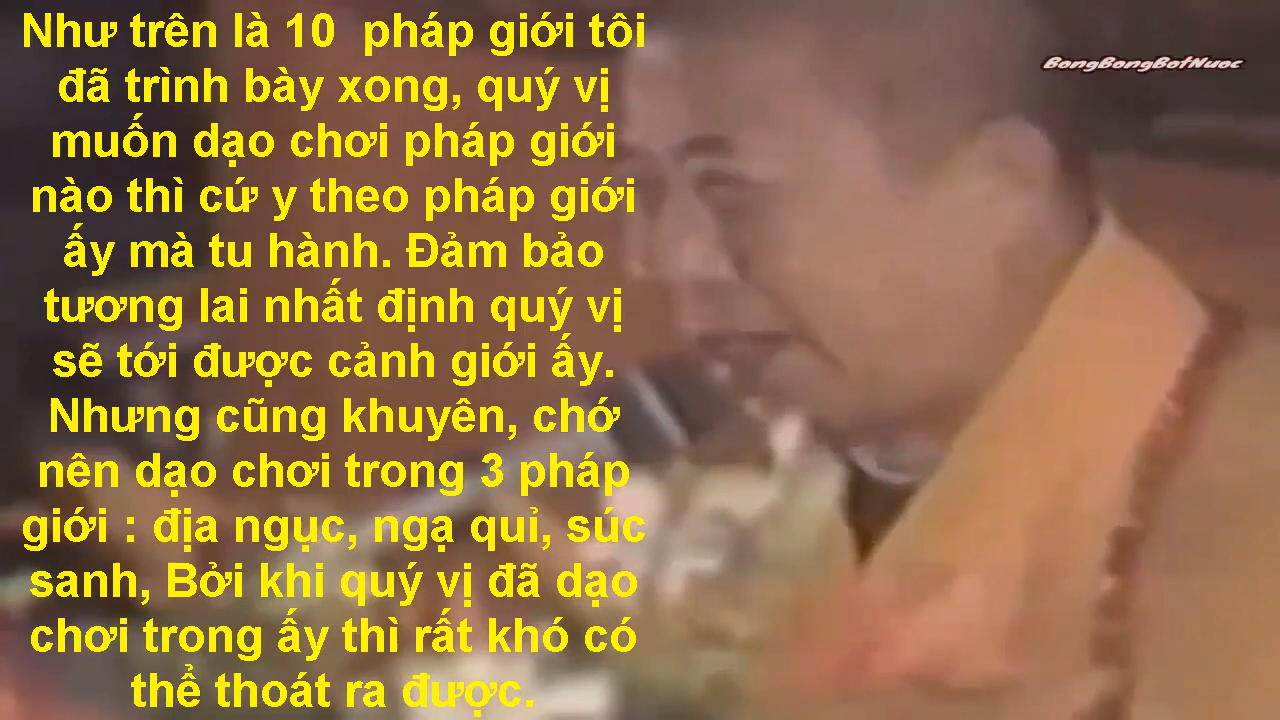 Như trên là 10 pháp giới tôi
đã trình bày xong, quý vị
muốn dạo chơi pháp giới
nào thì cứ y theo pháp giới
ấy mà tu hành. Đảm bảo
tương lai nhất định quý vị
sẽ tới được cảnh giới ấy.
Nhưng cũng khuyên, chớ
nên dạo chơi trong 3 pháp
giới : địa ngục, ngạ quỉ, súc
sanh, Bởi khi quý vị đã dạo
chơi trong ấy thì rất khó có
thể thoát ra được.
BongBongBotNuoc